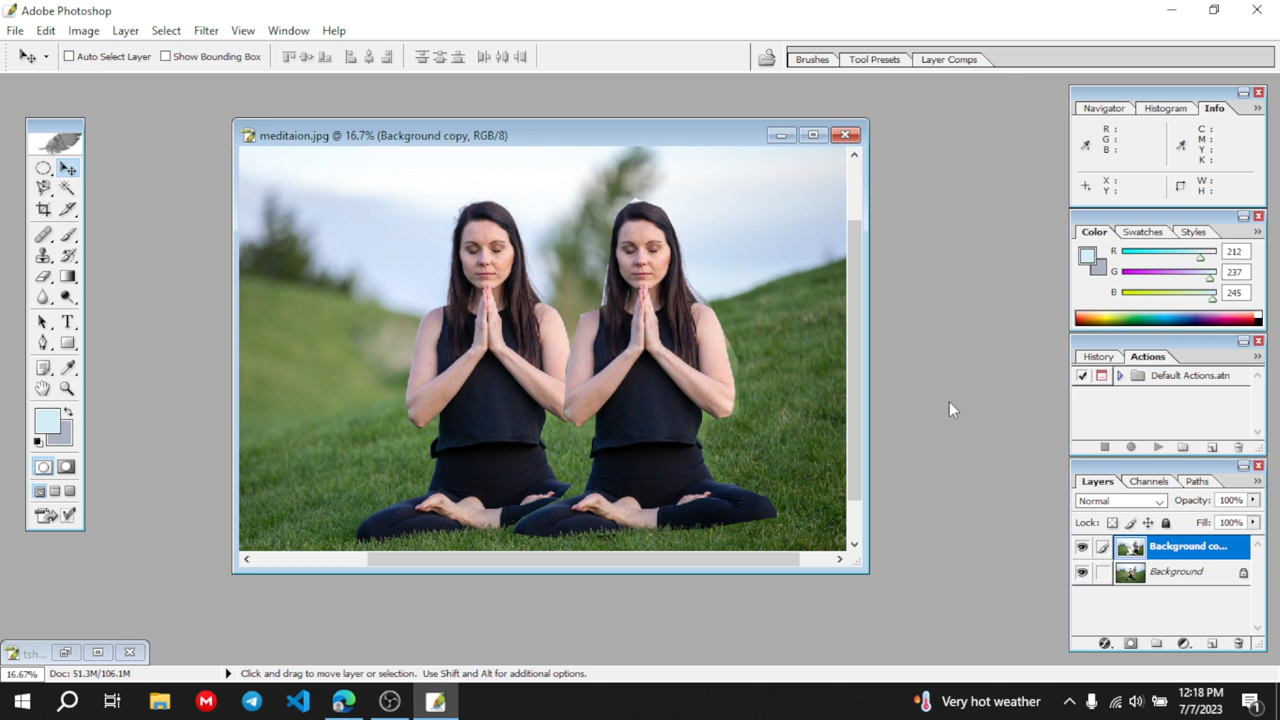 Adobe Photoshop
File Edit Image Layer Select Filter View Window Help
Auto Select Layer Show Bounding Box
Brushes Tool Presets Layer Comps
meditaion.jpg @ 16.7% (Background copy, RGB/8)
Navigator Histogram Info
R : C :
G : M :
B : Y :
K :
X : W :
Y : H :
Color Swatches Styles
R 212
G 237
B 245
History Actions
Default Actions.atn
Layers Channels Paths
Normal Opacity: 100%
Lock: Fill: 100%
Background co...
Background
tsh...
16.67% Doc: 51.3M/106.1M Click and drag to move layer or selection. Use Shift and Alt for additional options.
Very hot weather
12:18 PM
7/7/2023
1